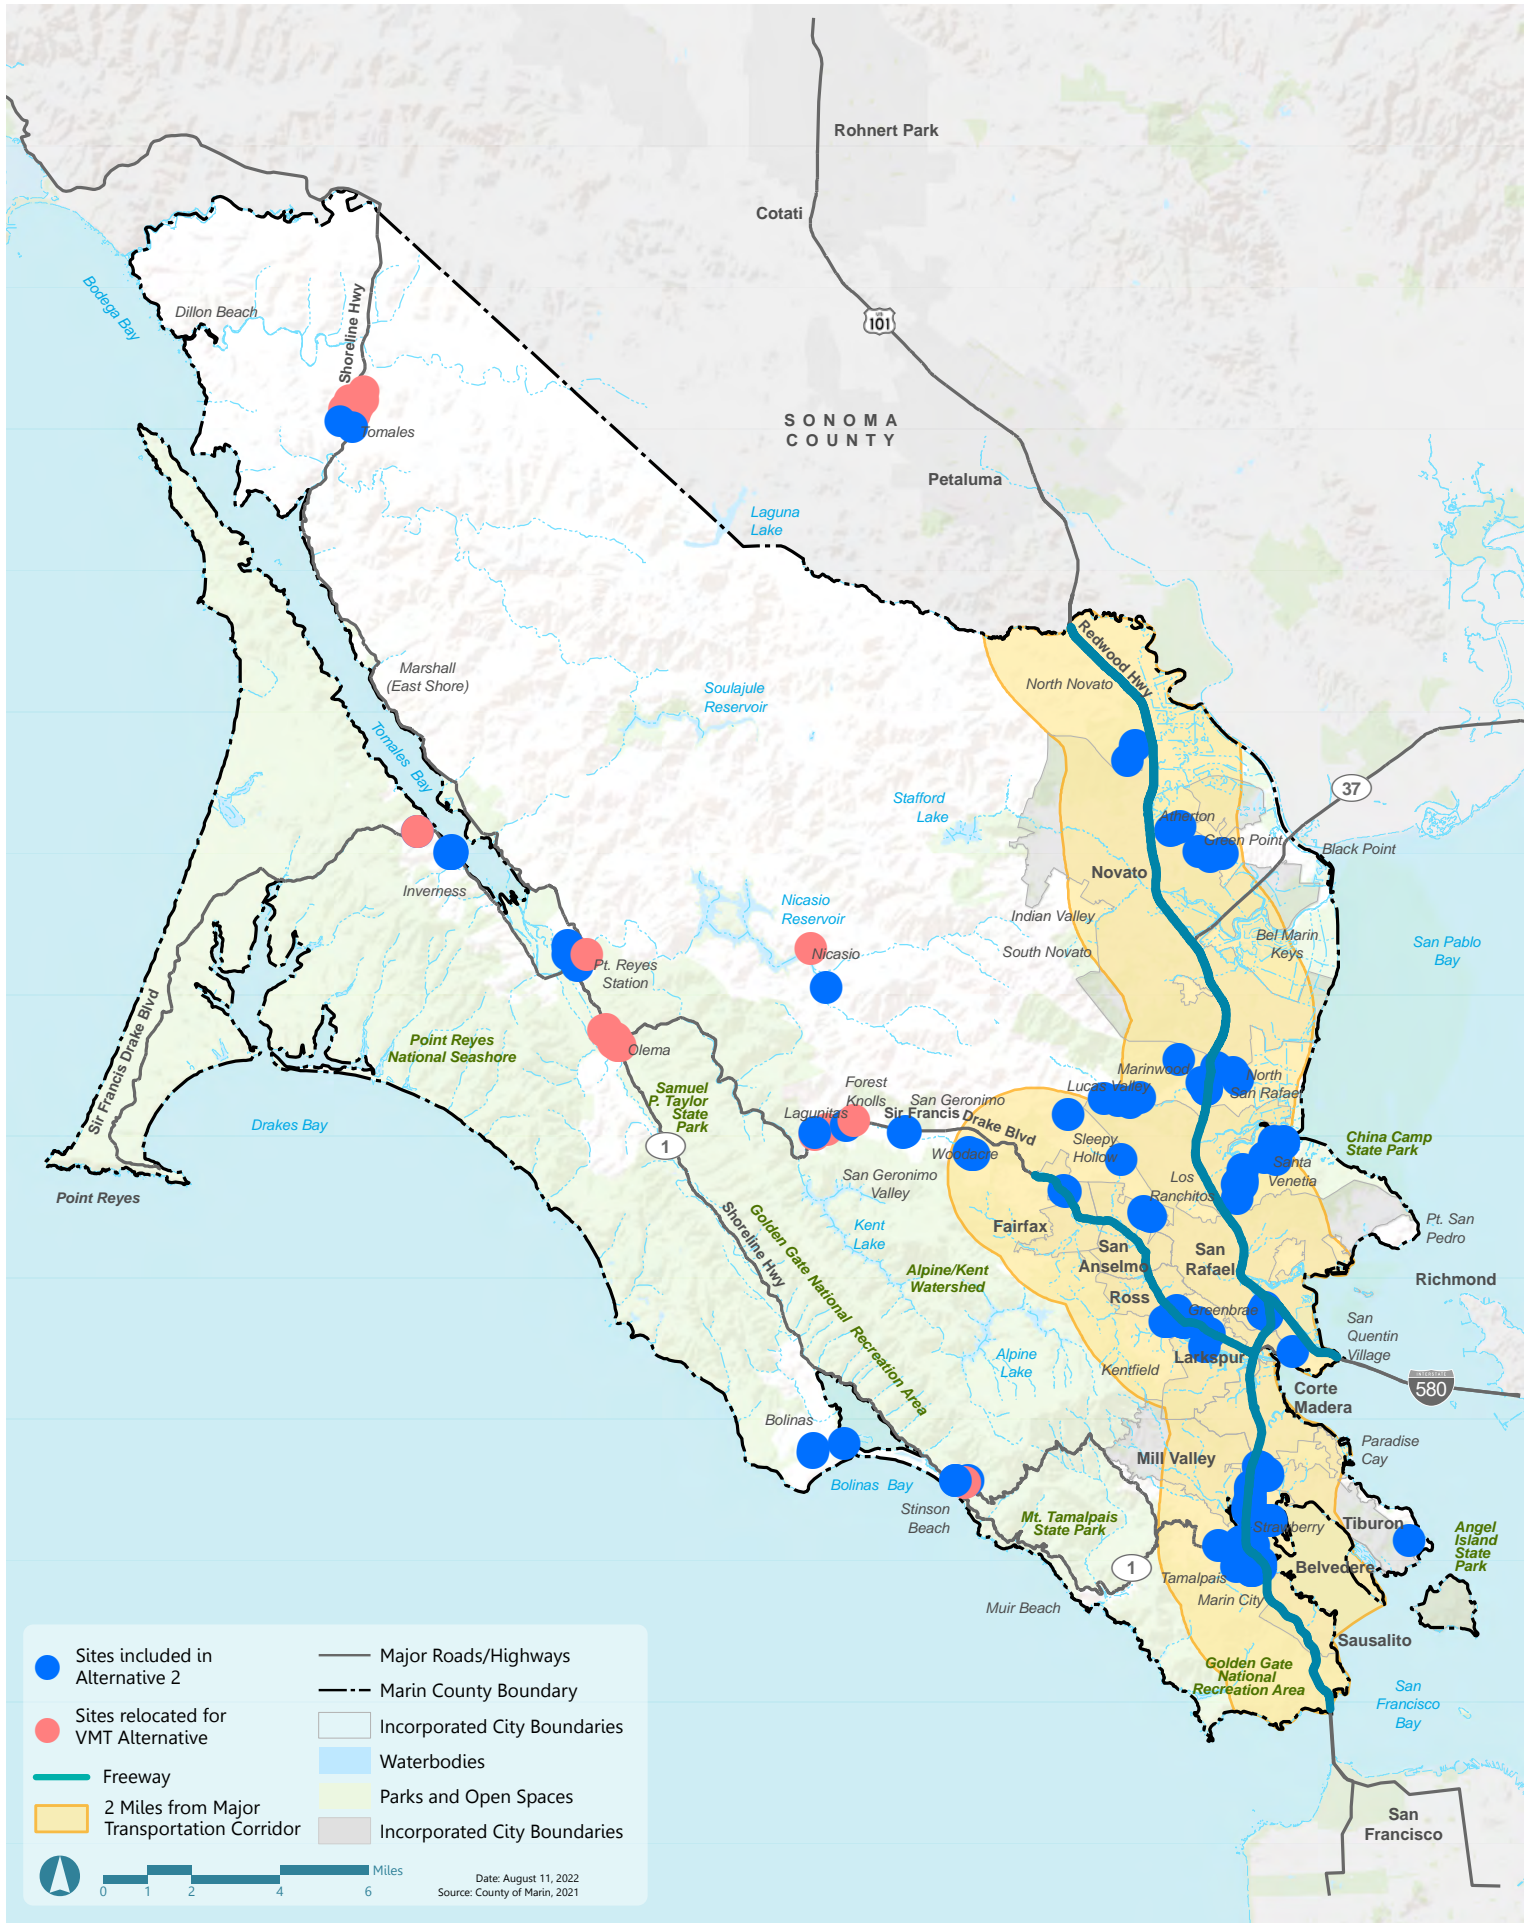 Rohnert Park
Cotati
Bodega Bay
Dillon Beach
Shoreline Hwy
US
101
Tomales
SONOMA
COUNTY
Petaluma
Laguna
Lake
Redwood Hwy
North Novato
Marshall
(East Shore)
Soulajule
Reservoir
Tomales Bay
37
Stafford
Lake
Atherton
Green Point
Black Point
Novato
Inverness
Nicasio
Reservoir
Indian Valley
Bel Marin
Keys
San Pablo
Bay
Nicasio
South Novato
Pt. Reyes
Station
Sir Francis Drake Blvd
Point Reyes
National Seashore
Olema
Samuel
P. Taylor
State
Park
Forest
Knolls
Marinwood
Lucas Valley
North
San Rafael
Lagunitas
San Geronimo
Sir Francis Drake Blvd
Drakes Bay
1
Woodacre
Sleepy
Hollow
China Camp
State Park
Santa
Venetia
Los
Ranchitos
San Geronimo
Valley
Point Reyes
Kent
Lake
Fairfax
Pt. San
Pedro
Shoreline Hwy
Golden Gate National Recreation Area
San
Anselmo
San
Rafael
Alpine/Kent
Watershed
Richmond
Ross
Greenbrae
San
Quentin
Village
Alpine
Lake
Kentfield
Larkspur
INTERSTATE
580
Corte
Madera
Bolinas
Paradise
Cay
Mill Valley
Bolinas Bay
Stinson
Beach
Mt. Tamalpais
State Park
Strawberry
Tiburon
Angel
Island
State
Park
1
Belvedere
Tamalpais
Marin City
Muir Beach
Sausalito
Golden Gate
National
Recreation Area
San
Francisco
Bay
San
Francisco
Sites included in
Alternative 2
Sites relocated for
VMT Alternative
Freeway
2 Miles from Major
Transportation Corridor
Major Roads/Highways
Marin County Boundary
Incorporated City Boundaries
Waterbodies
Parks and Open Spaces
Incorporated City Boundaries
Miles
0 1 2 4 6
Date: August 11, 2022
Source: County of Marin, 2021